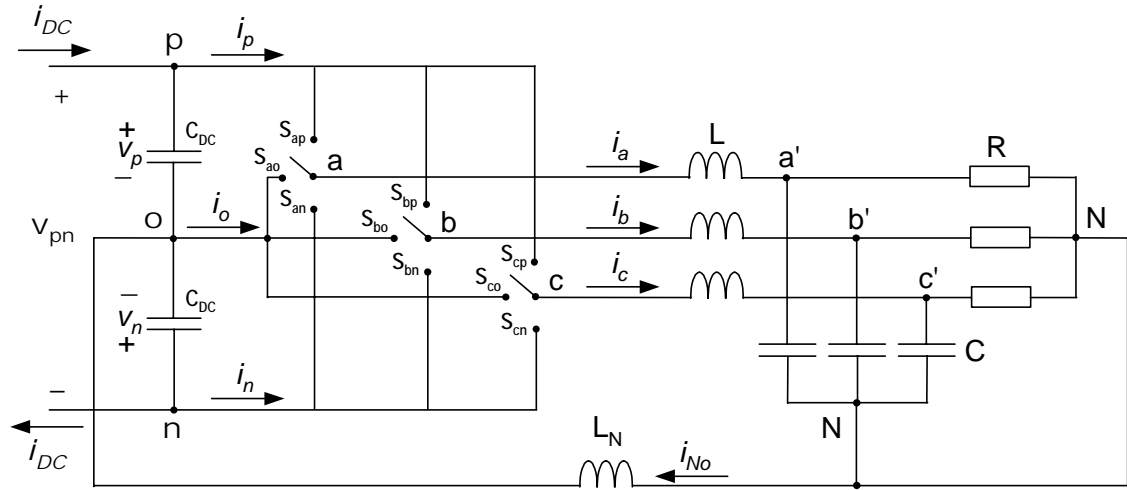 i_DC
p
i_p
+
+
v_p
−
C_DC
S_ap
S_ao
a
S_an
i_a
L
a'
R
S_bp
o
i_o
S_bo
b
S_bn
i_b
b'
N
v_pn
S_cp
S_co
c
S_cn
i_c
c'
−
v_n
+
C_DC
C
−
i_n
n
N
i_DC
L_N
i_No